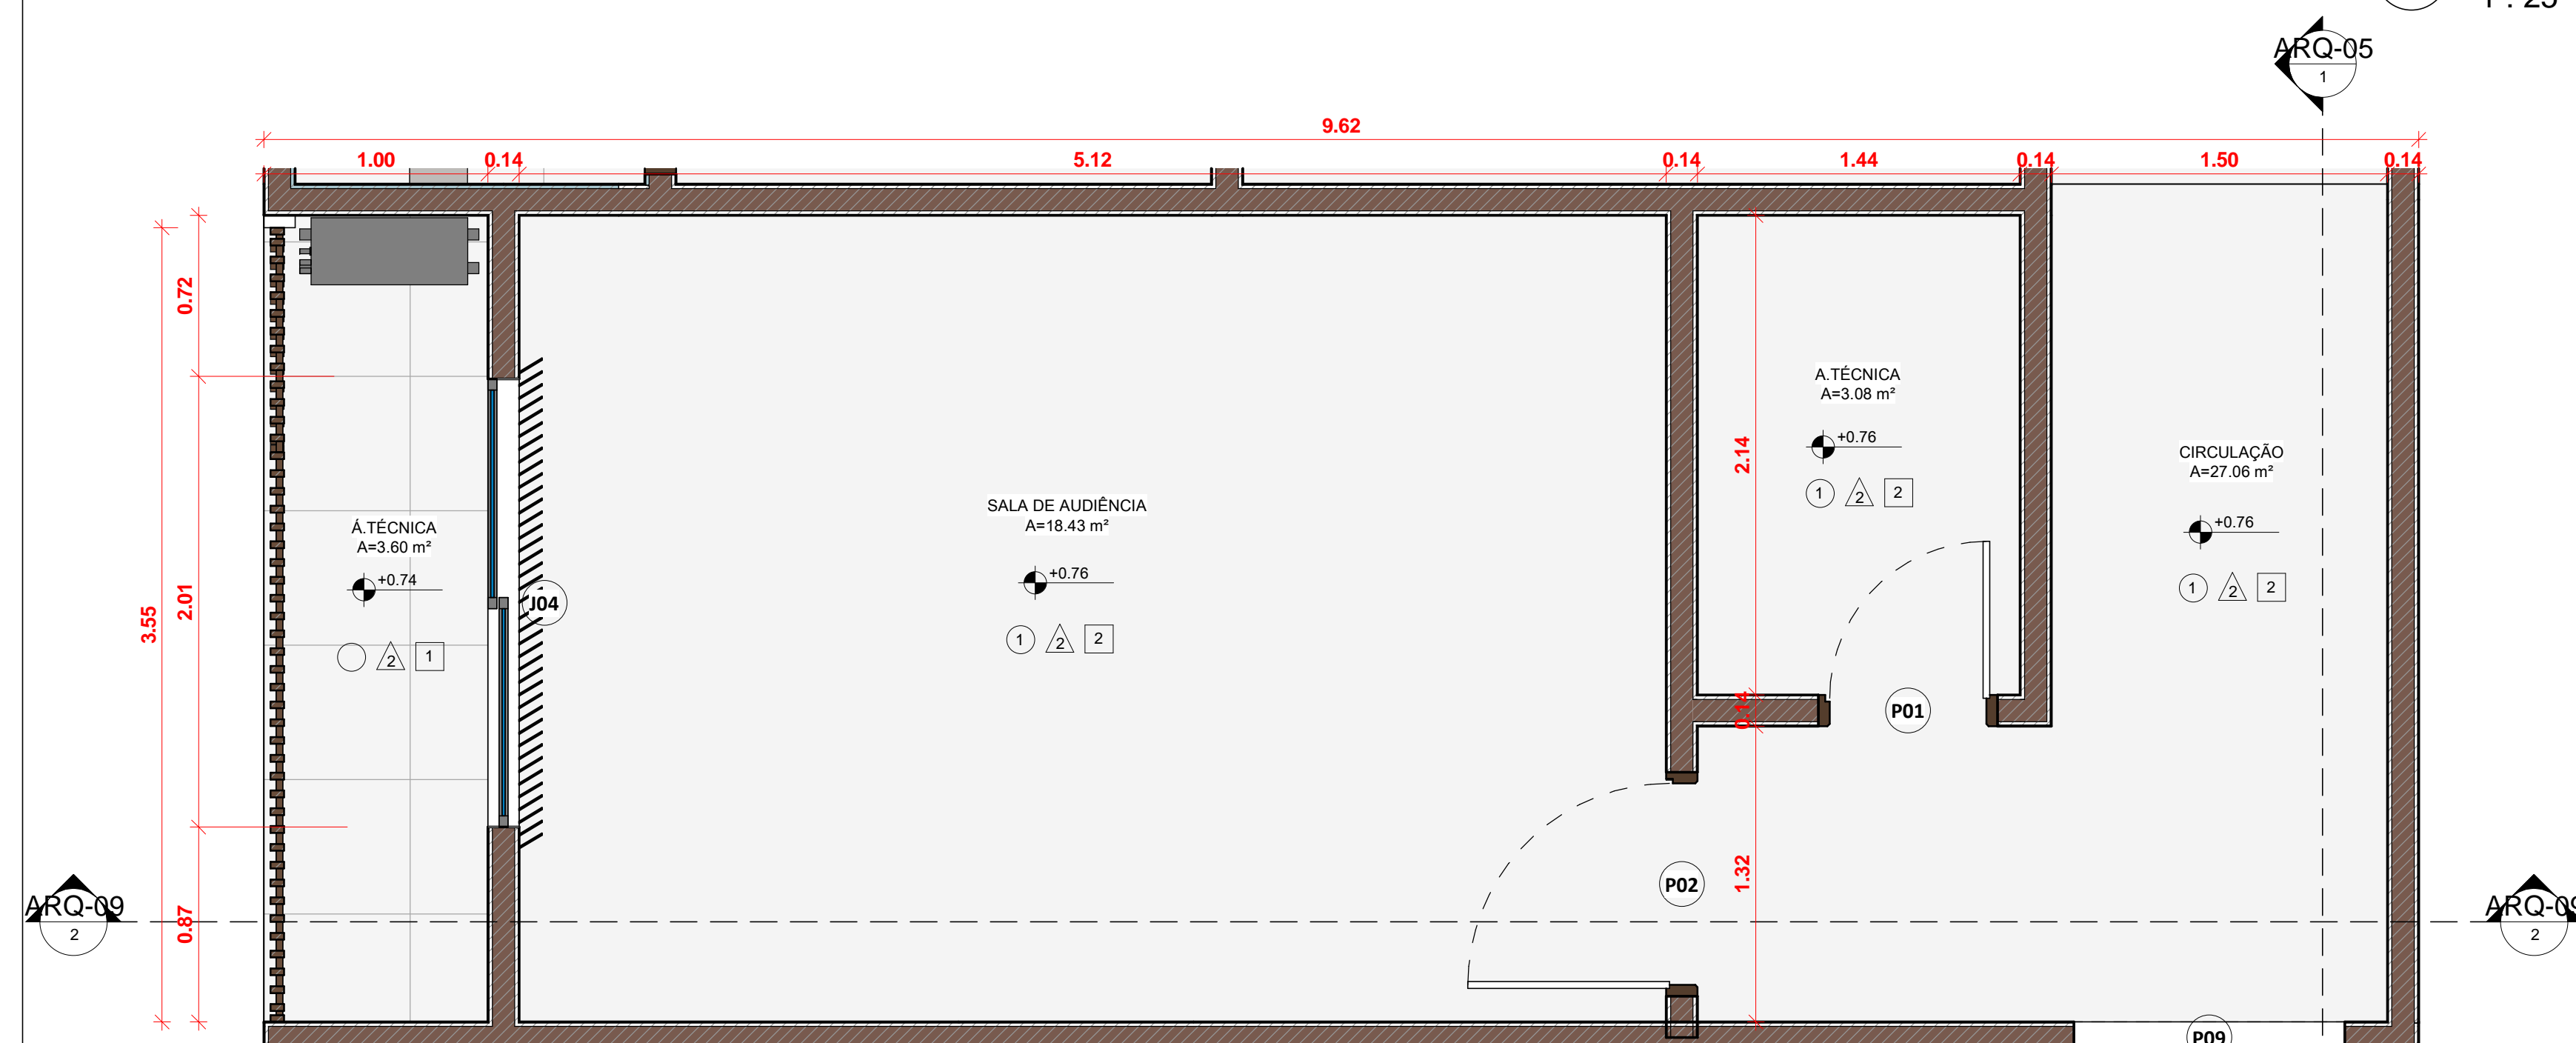 ARQ-05
1
9.62
1.00
0.14
5.12
0.14
1.44
0.14
1.50
0.14
0.72
2.01
3.55
0.87
Á.TÉCNICA
A=3.60 m²
+0.74
2
1
J04
SALA DE AUDIÊNCIA
A=18.43 m²
+0.76
1
2
2
A.TÉCNICA
A=3.08 m²
+0.76
1
2
2
2.14
0.14
1.32
P01
P02
CIRCULAÇÃO
A=27.06 m²
+0.76
1
2
2
ARQ-09
2
ARQ-09
2
P09